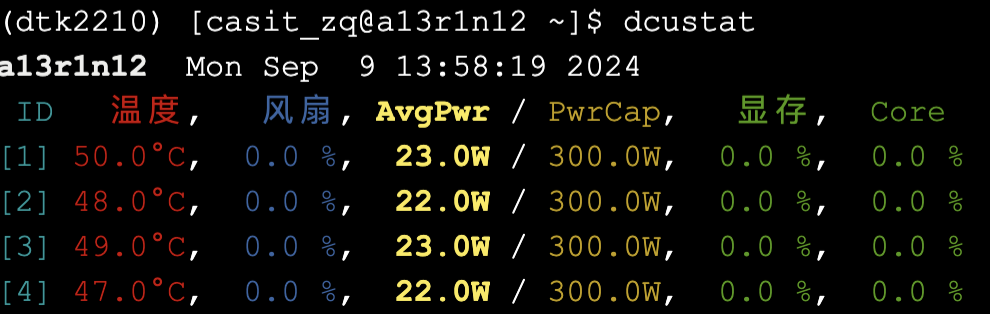 (dtk2210) [casit_zq@a13r1n12 ~]$ dcustat
a13r1n12  Mon Sep  9 13:58:19 2024
ID   温度,   风扇, AvgPwr / PwrCap,   显存,  Core
[1] 50.0°C,  0.0 %,  23.0W / 300.0W,  0.0 %,  0.0 %
[2] 48.0°C,  0.0 %,  22.0W / 300.0W,  0.0 %,  0.0 %
[3] 49.0°C,  0.0 %,  23.0W / 300.0W,  0.0 %,  0.0 %
[4] 47.0°C,  0.0 %,  22.0W / 300.0W,  0.0 %,  0.0 %